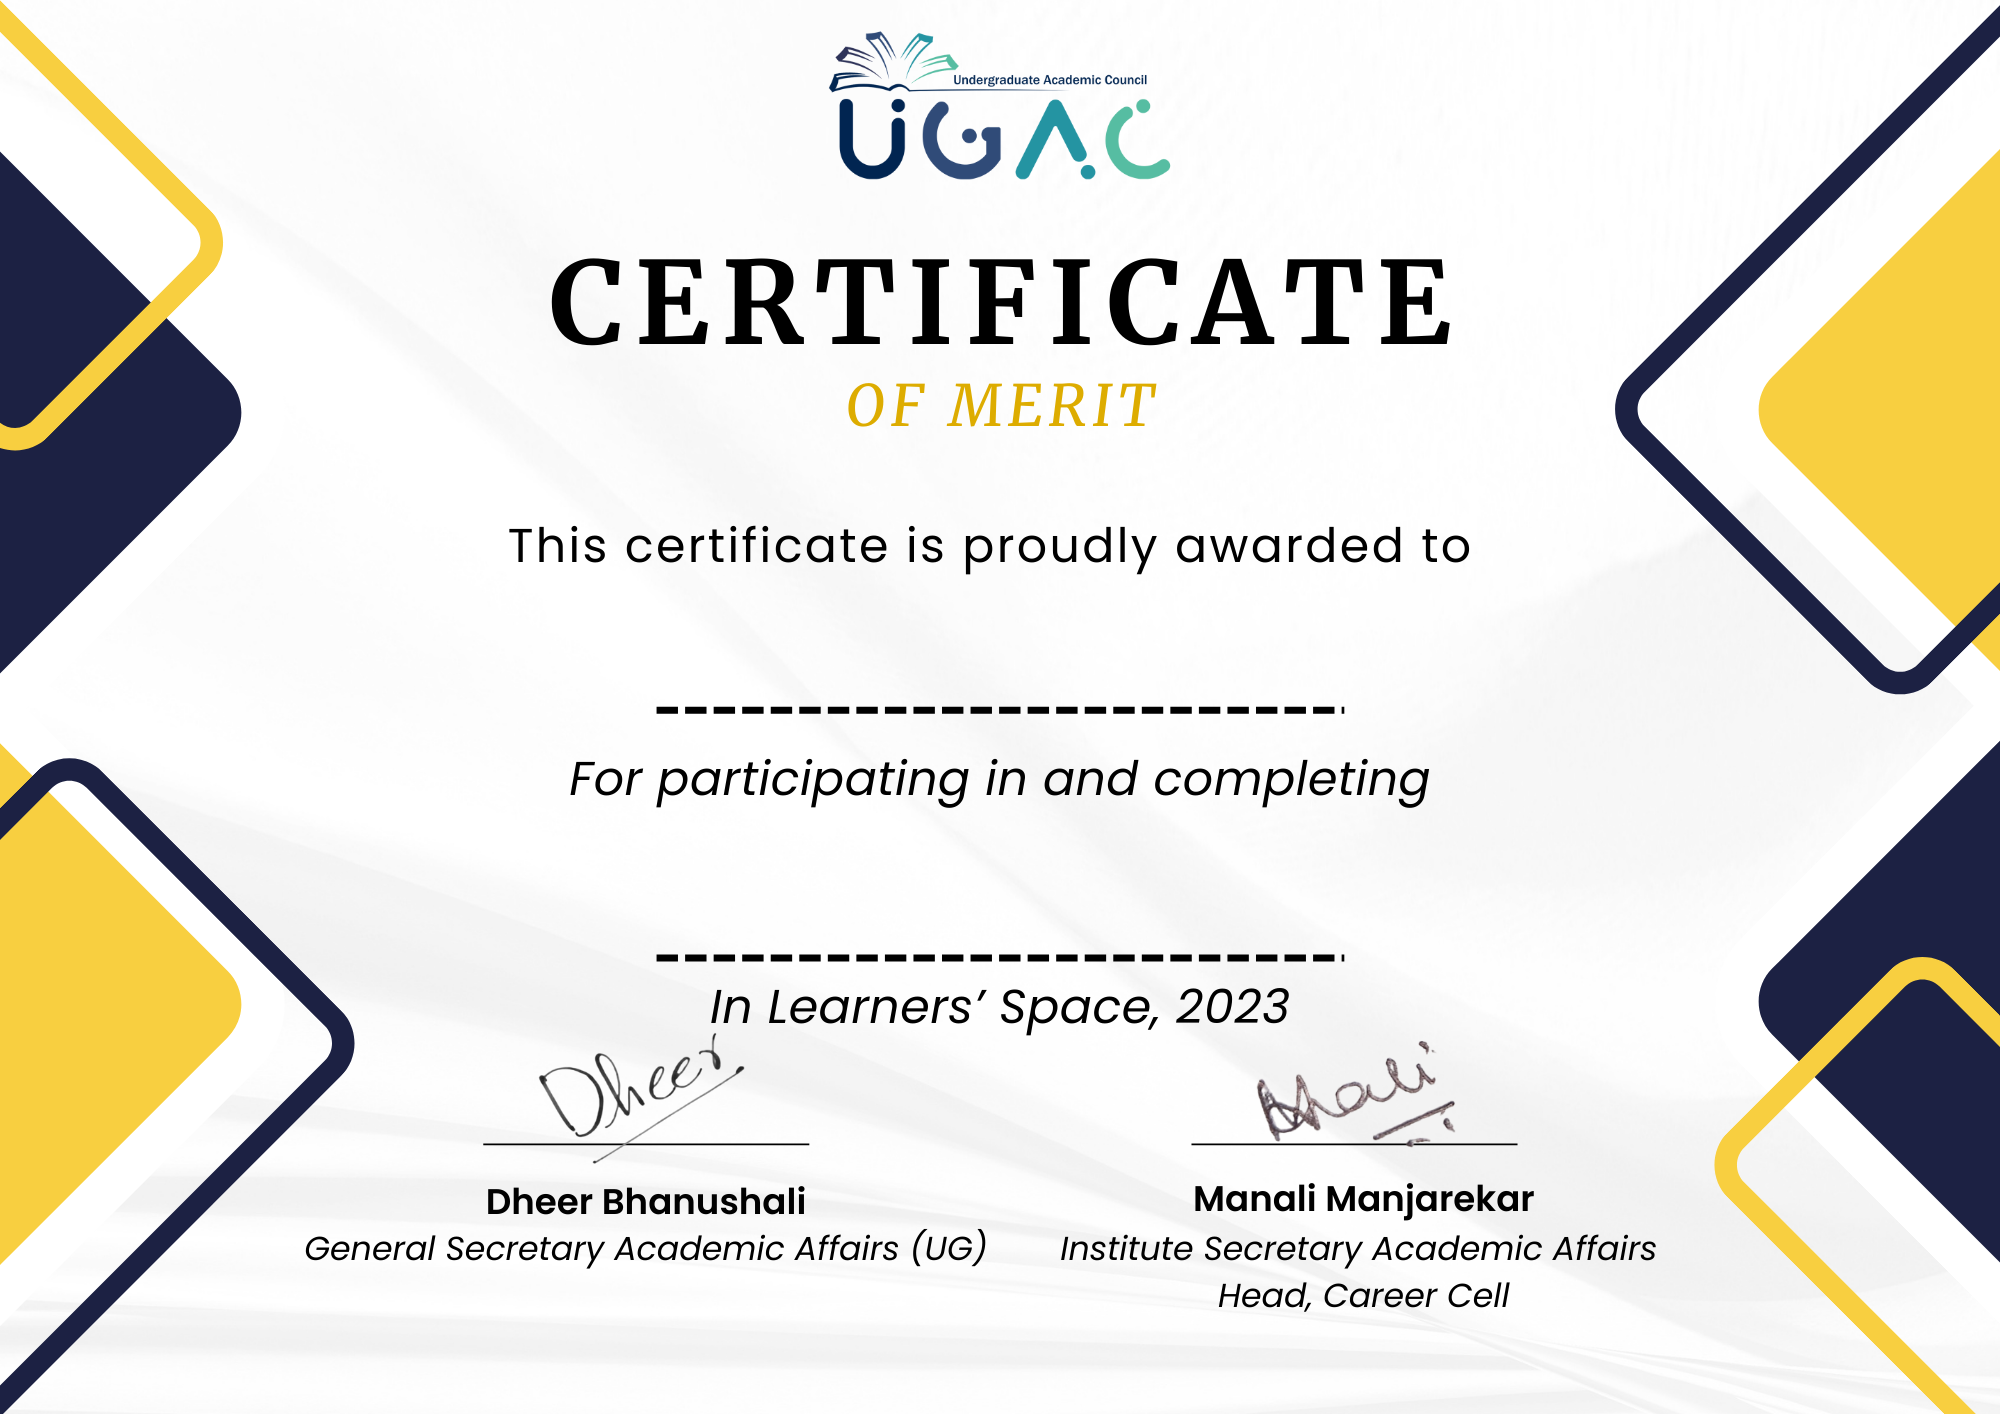 Undergraduate Academic Council
UGAC
CERTIFICATE
OF MERIT
This certificate is proudly awarded to
For participating in and completing
In Learners’ Space, 2023
Dheer
Manali
Dheer Bhanushali
Manali Manjarekar
General Secretary Academic Affairs (UG)
Institute Secretary Academic Affairs
Head, Career Cell